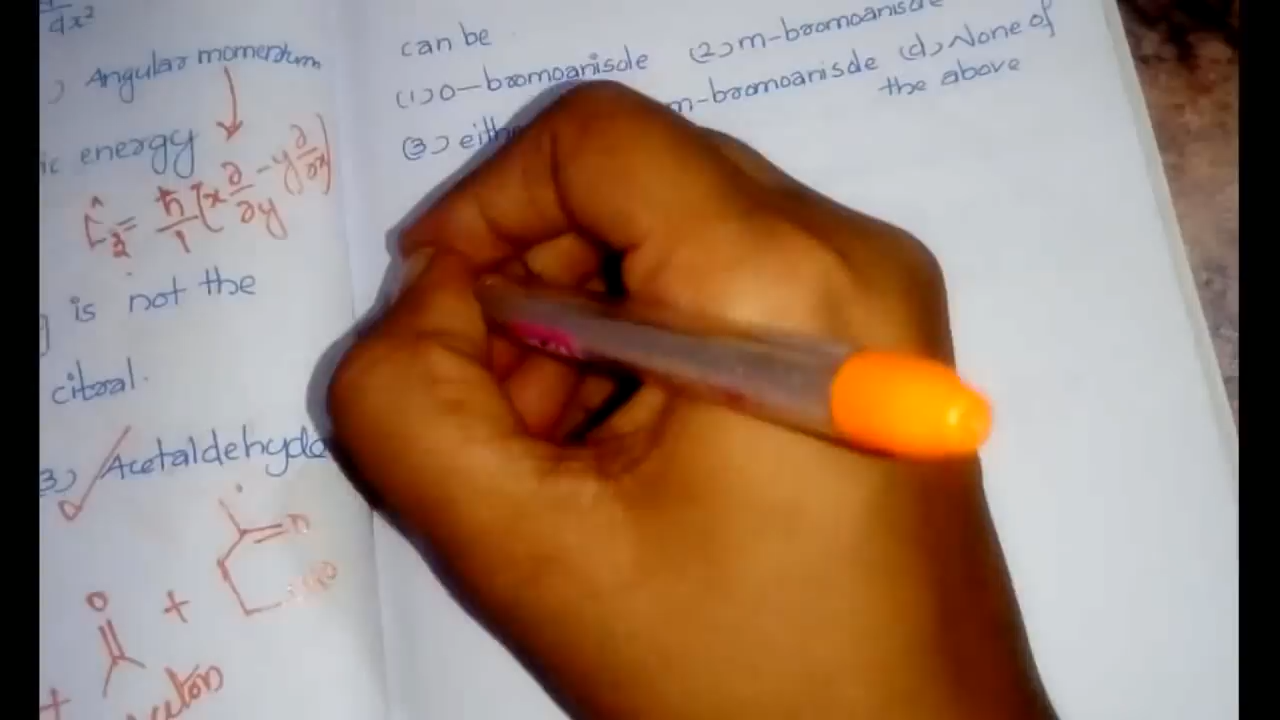 dx²
) Angular momentum
ic energy
L̂z = ħ/i [x ∂/∂y - y ∂/∂x]
is not the
citral.
3) Acetaldehyde
O
+
+
can be
(1) o-bromoanisole (2) m-bromoanisole
(3) eith m-bromoanisole (d) None of
the above